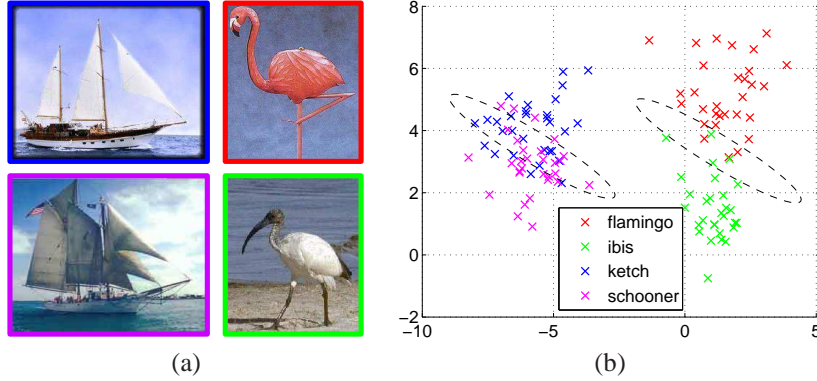 8
6
4
2
0
−2
−10
−5
0
5
flamingo
ibis
ketch
schooner
(a)
(b)